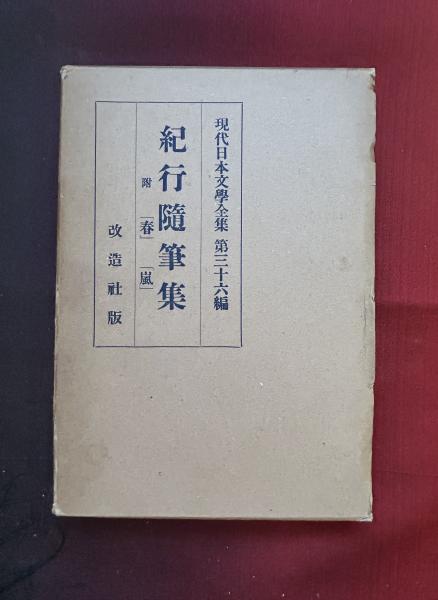 現代日本文學全集 第三十六編
紀行隨筆集
附 「春」「嵐」
改造社版